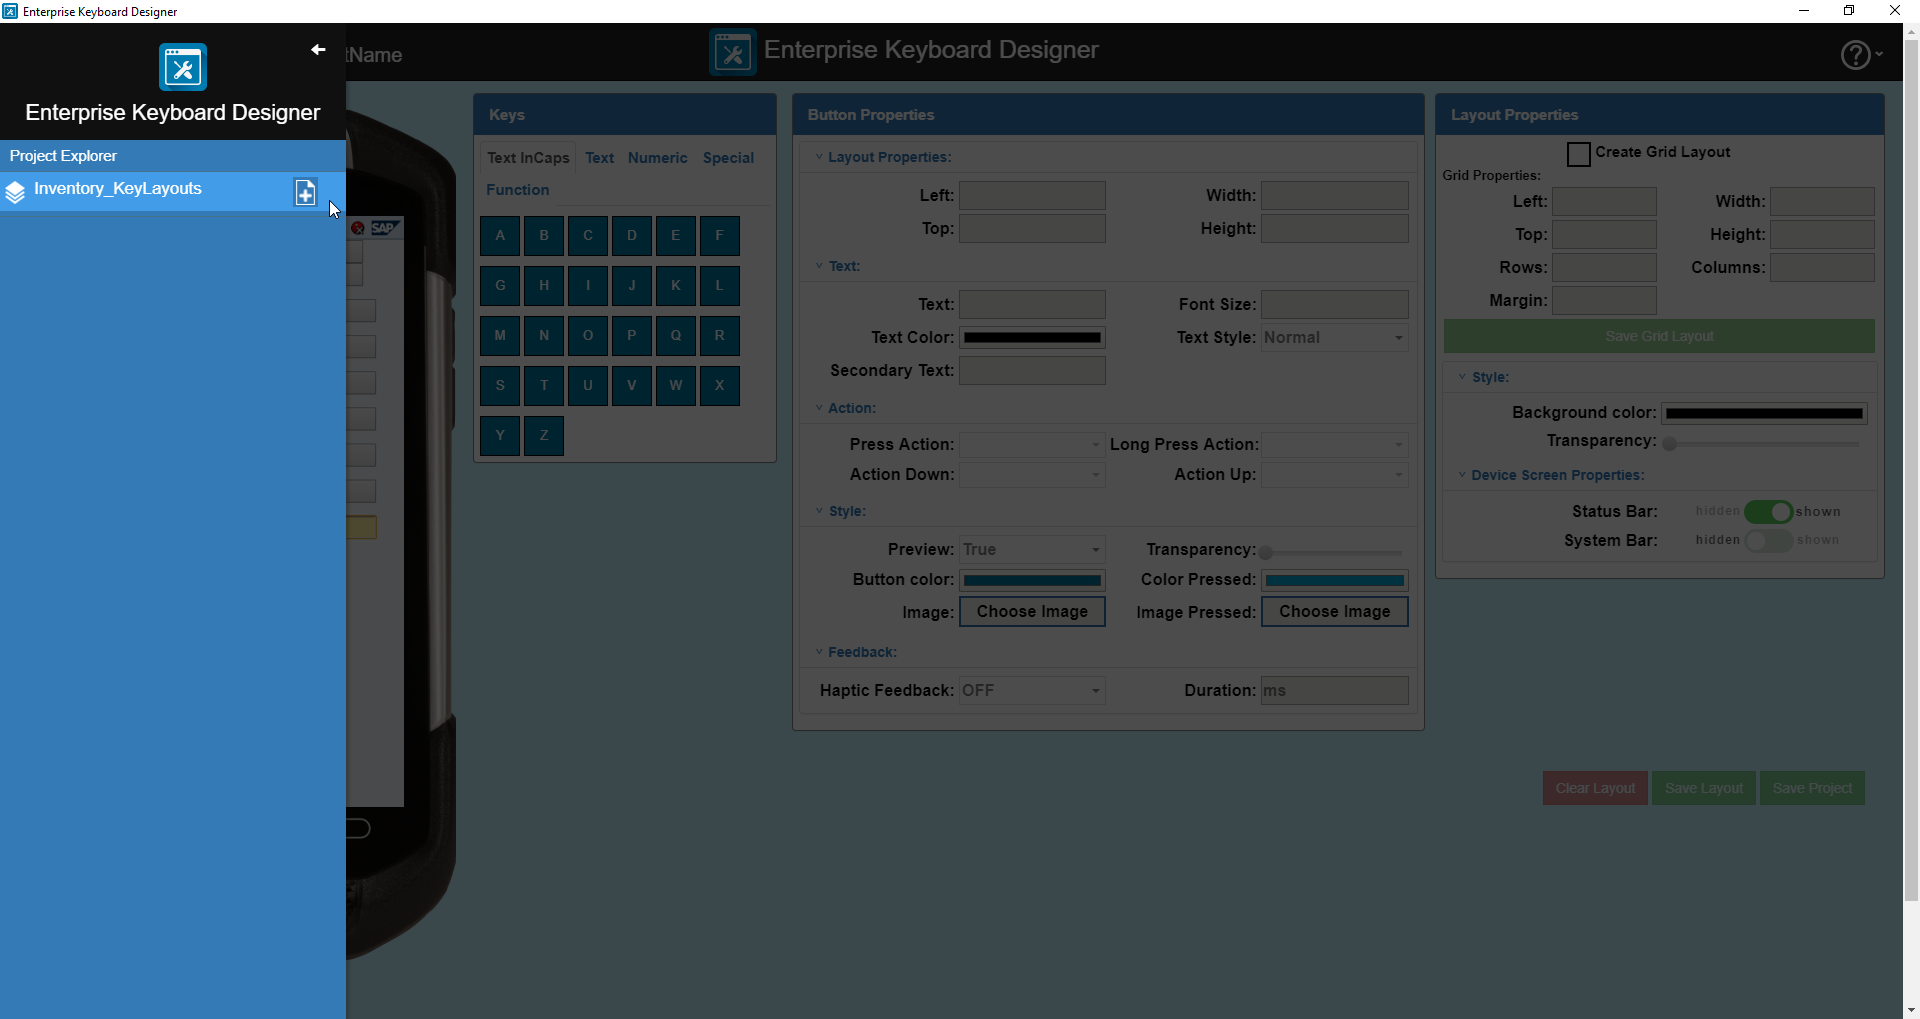 Enterprise Keyboard Designer
tName
Enterprise Keyboard Designer
Enterprise Keyboard Designer
Project Explorer
Inventory_KeyLayouts
SAP
Keys
Text InCaps Text Numeric Special
Function
A B C D E F
G H I J K L
M N O P Q R
S T U V W X
Y Z
Button Properties
Layout Properties:
Left: Width:
Top: Height:
Text:
Text: Font Size:
Text Color: Text Style: Normal
Secondary Text:
Action:
Press Action: Long Press Action:
Action Down: Action Up:
Style:
Preview: True Transparency:
Button color: Color Pressed:
Image: Choose Image Image Pressed: Choose Image
Feedback:
Haptic Feedback: OFF Duration: ms
Layout Properties
Create Grid Layout
Grid Properties:
Left: Width:
Top: Height:
Rows: Columns:
Margin:
Save Grid Layout
Style:
Background color:
Transparency:
Device Screen Properties:
Status Bar: hidden shown
System Bar: hidden shown
Clear Layout Save Layout Save Project